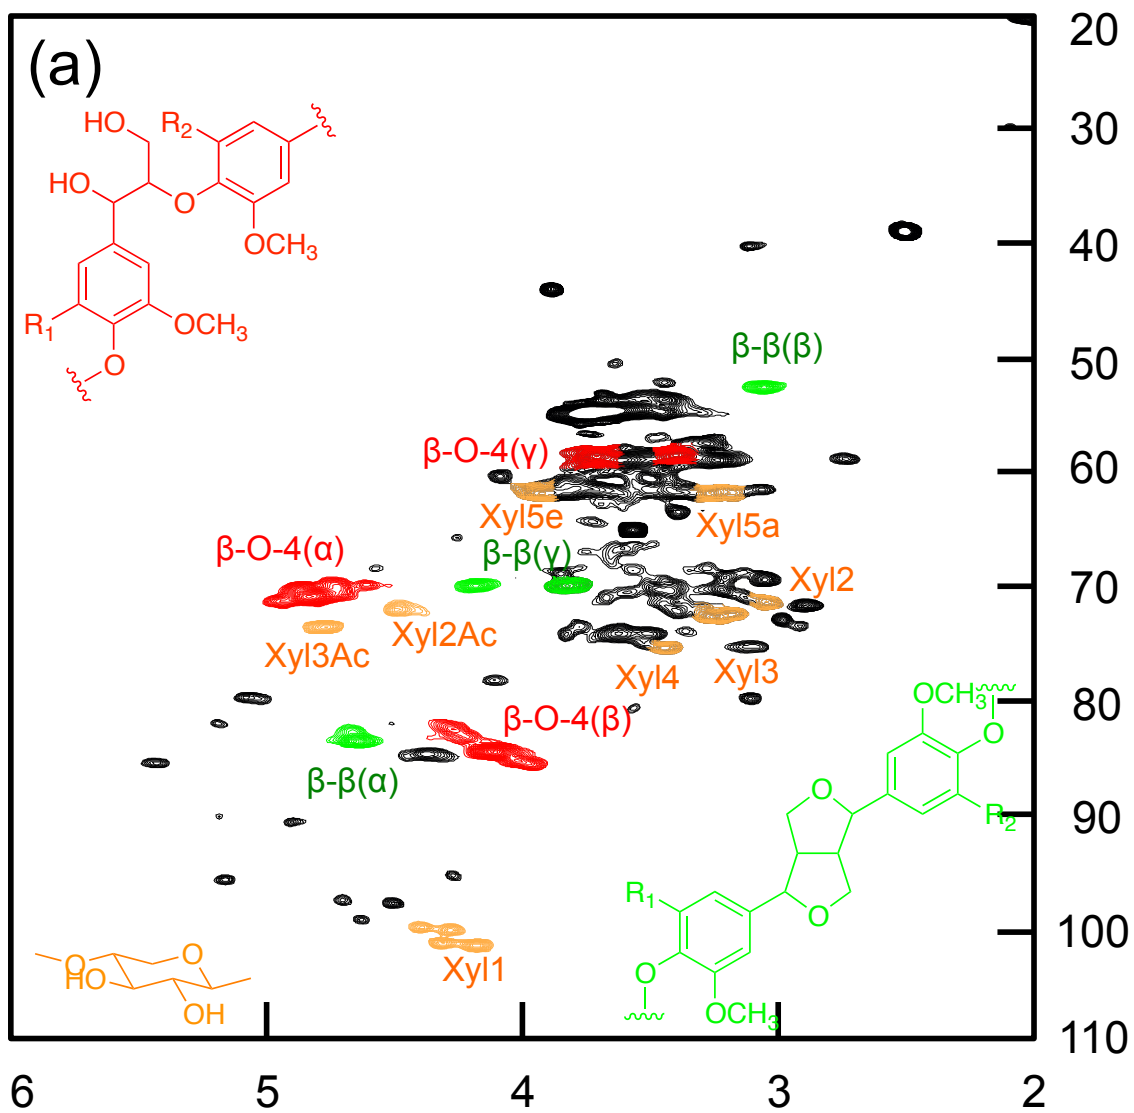 (a)
20
30
40
50
60
70
80
90
100
110
6
5
4
3
2
HO
R2
HO
O
OCH3
R1
OCH3
O
β-β(β)
β-O-4(γ)
Xyl5e
Xyl5a
β-O-4(α)
β-β(γ)
Xyl2
Xyl2Ac
Xyl3Ac
Xyl4
Xyl3
β-O-4(β)
β-β(α)
OCH3
O
O
R2
R1
O
O
OCH3
Xyl1
O
O
HO
OH